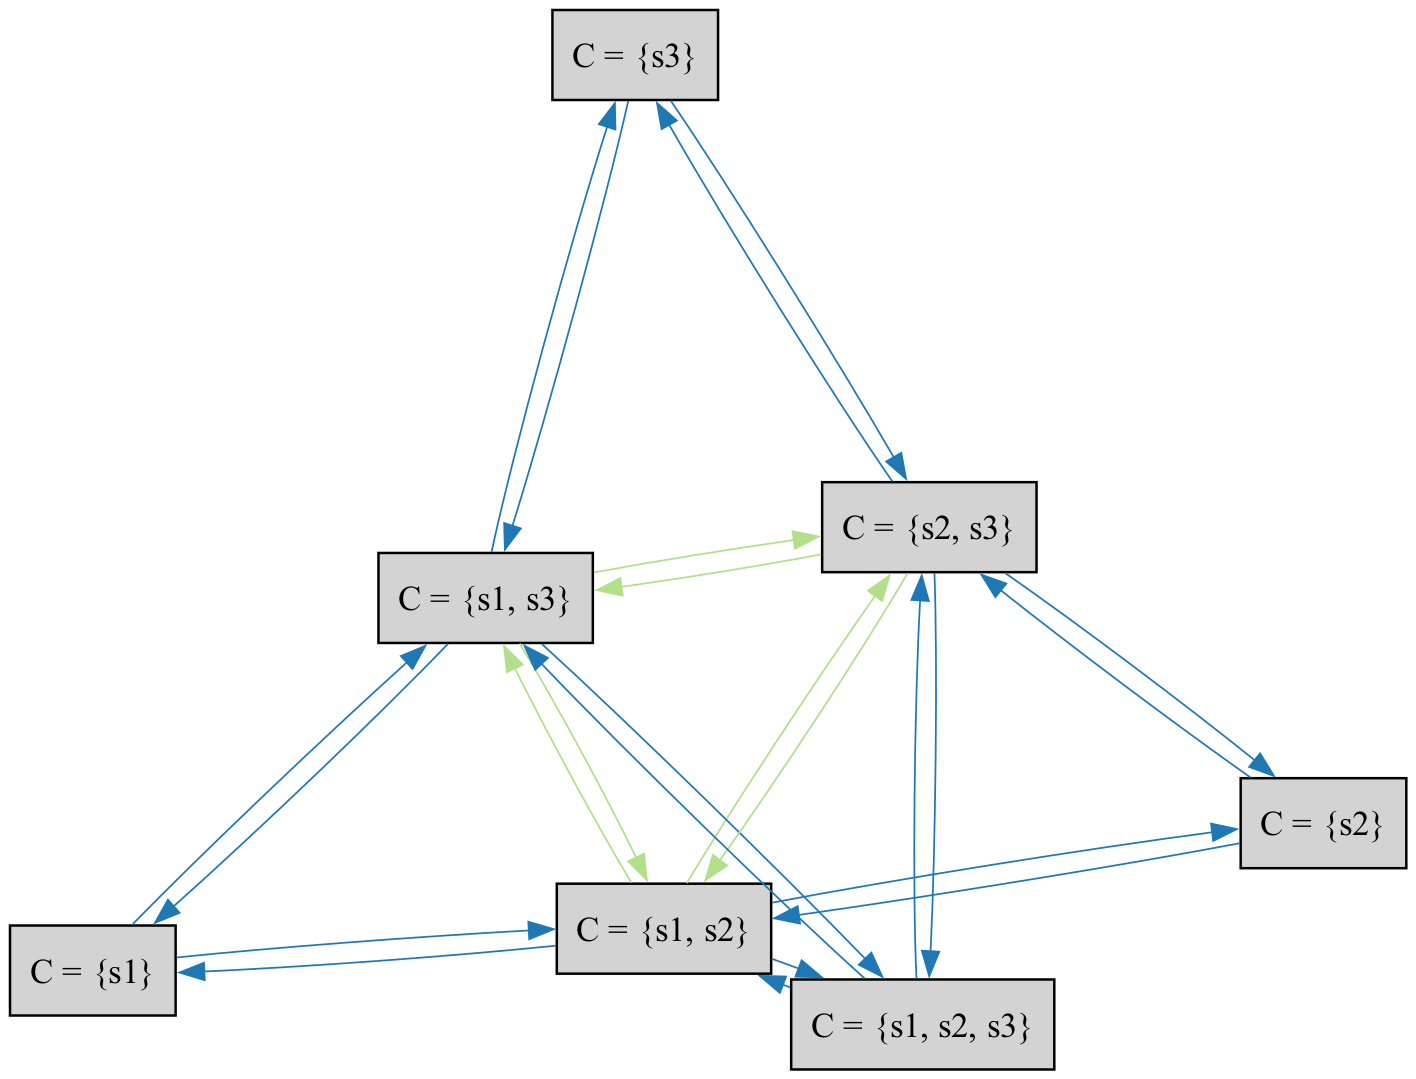 C = {s3}
C = {s2, s3}
C = {s1, s3}
C = {s2}
C = {s1, s2}
C = {s1}
C = {s1, s2, s3}